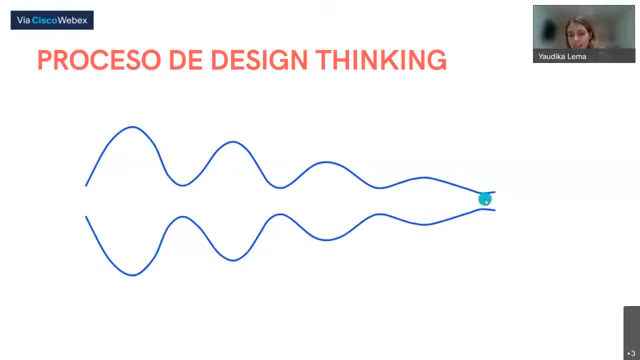 Via CiscoWebex
PROCESO DE DESIGN THINKING
Yaudika Lema
+3